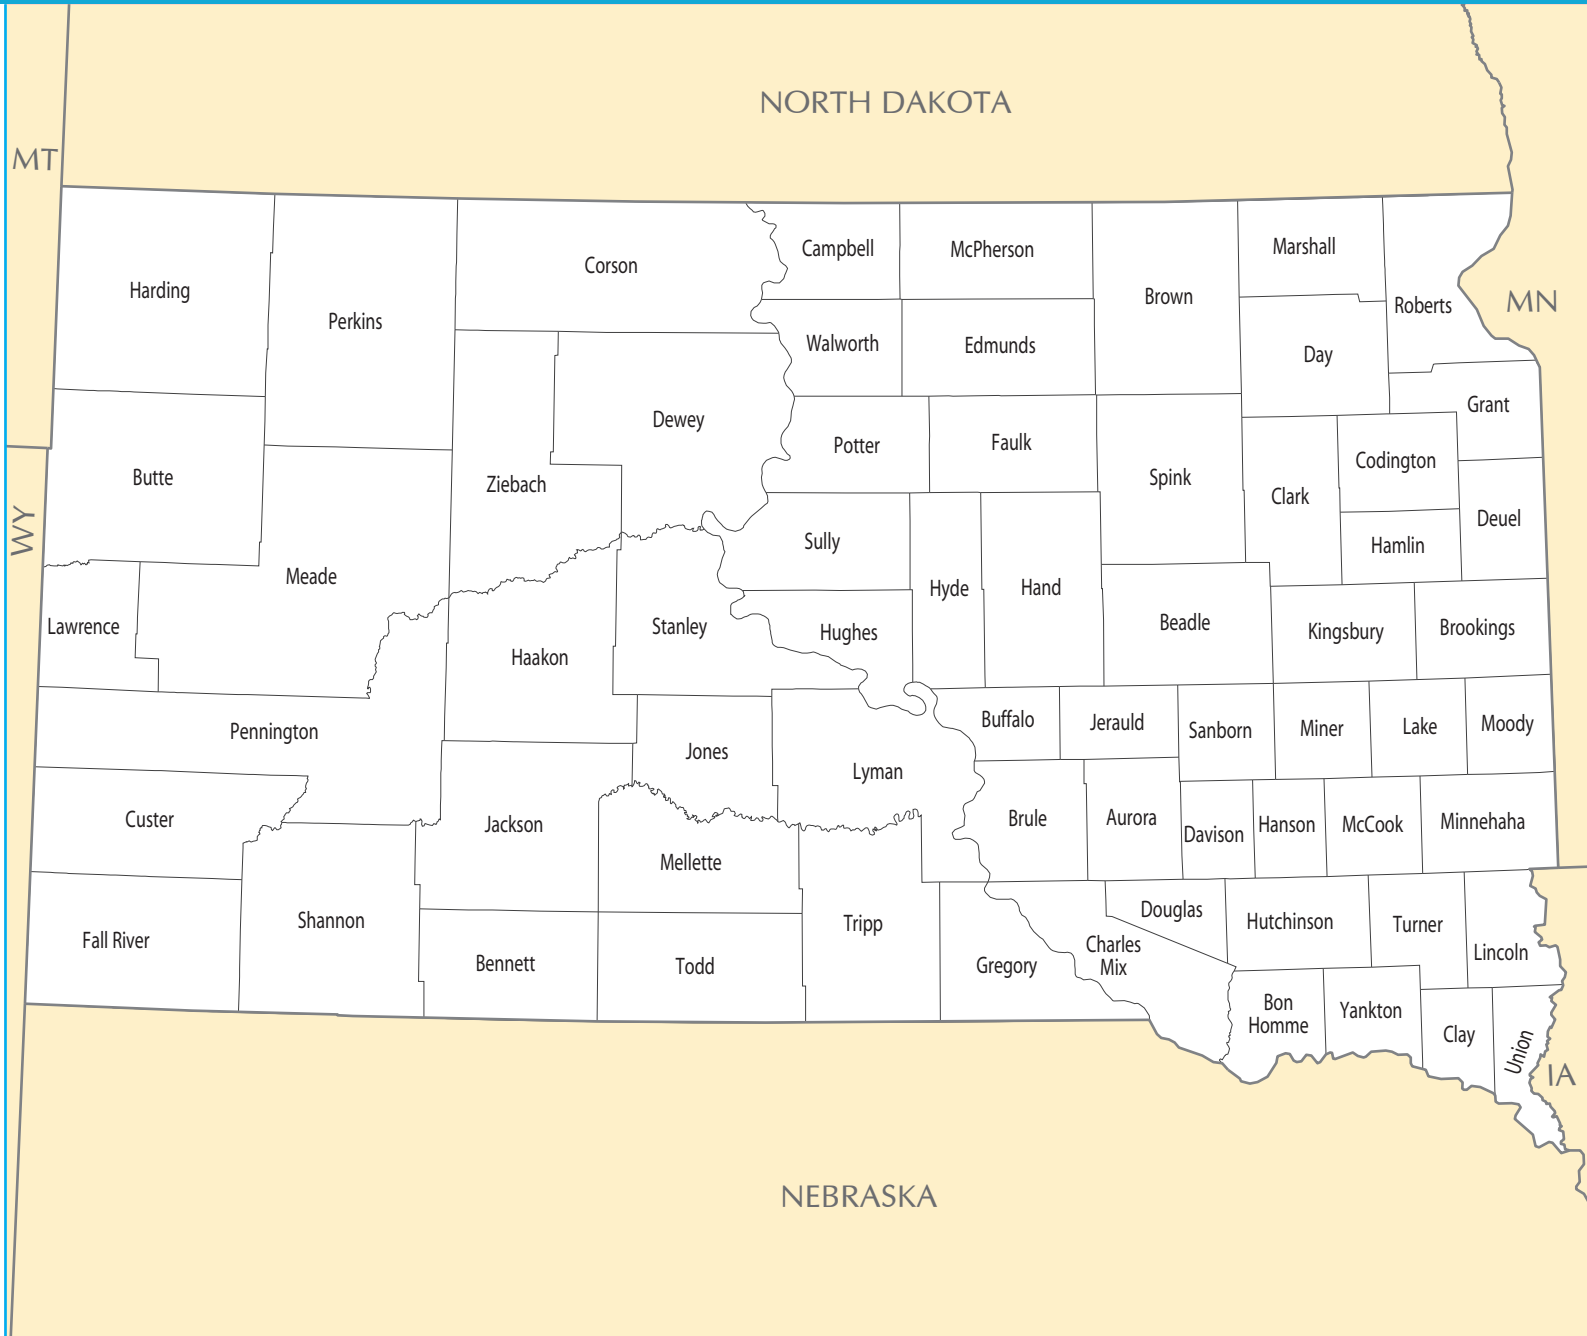 NORTH DAKOTA
MT
Campbell
McPherson
Marshall
Corson
Harding
Brown
Roberts
MN
Perkins
Walworth
Edmunds
Day
Grant
Dewey
Potter
Faulk
Codington
Butte
Ziebach
Spink
Clark
Deuel
WY
Sully
Hamlin
Meade
Hyde
Hand
Lawrence
Stanley
Hughes
Beadle
Kingsbury
Brookings
Haakon
Pennington
Buffalo
Jerauld
Sanborn
Miner
Lake
Moody
Jones
Lyman
Custer
Jackson
Brule
Aurora
Davison
Hanson
McCook
Minnehaha
Mellette
Shannon
Tripp
Douglas
Hutchinson
Turner
Fall River
Bennett
Todd
Gregory
Charles
Mix
Lincoln
Bon
Homme
Yankton
Clay
Union
IA
NEBRASKA